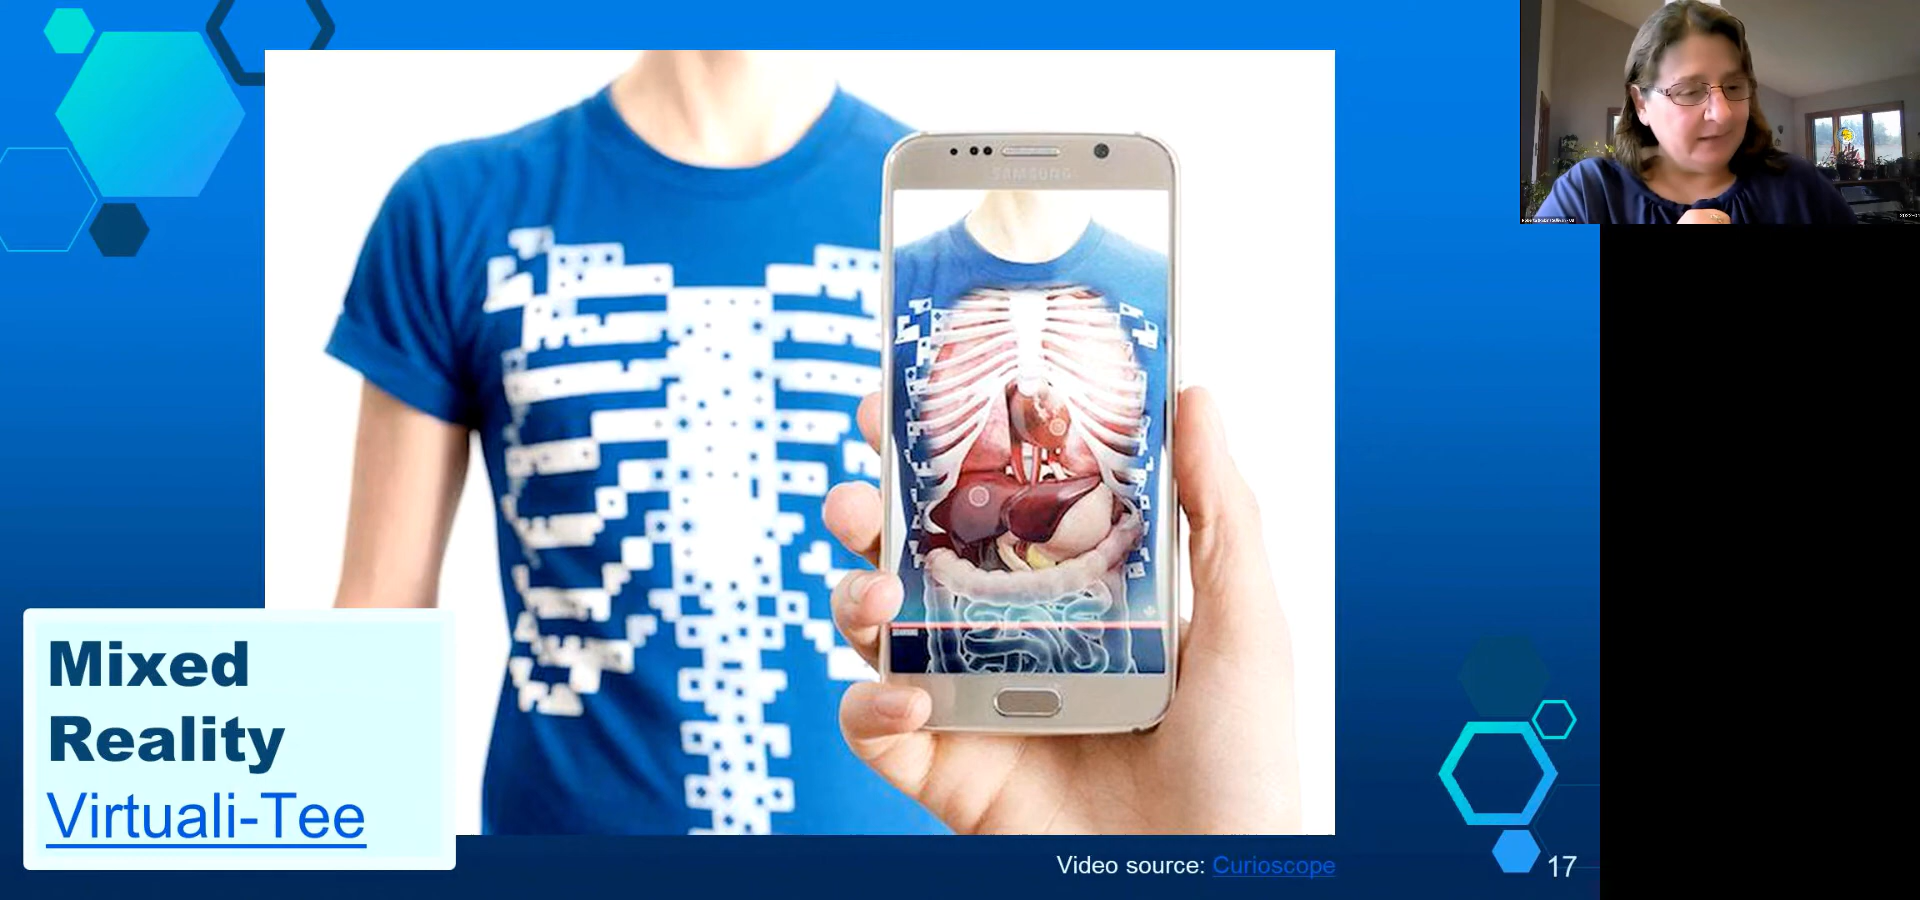 SAMSUNG
Mixed
Reality
Virtuali-Tee
Video source: Curioscope
17